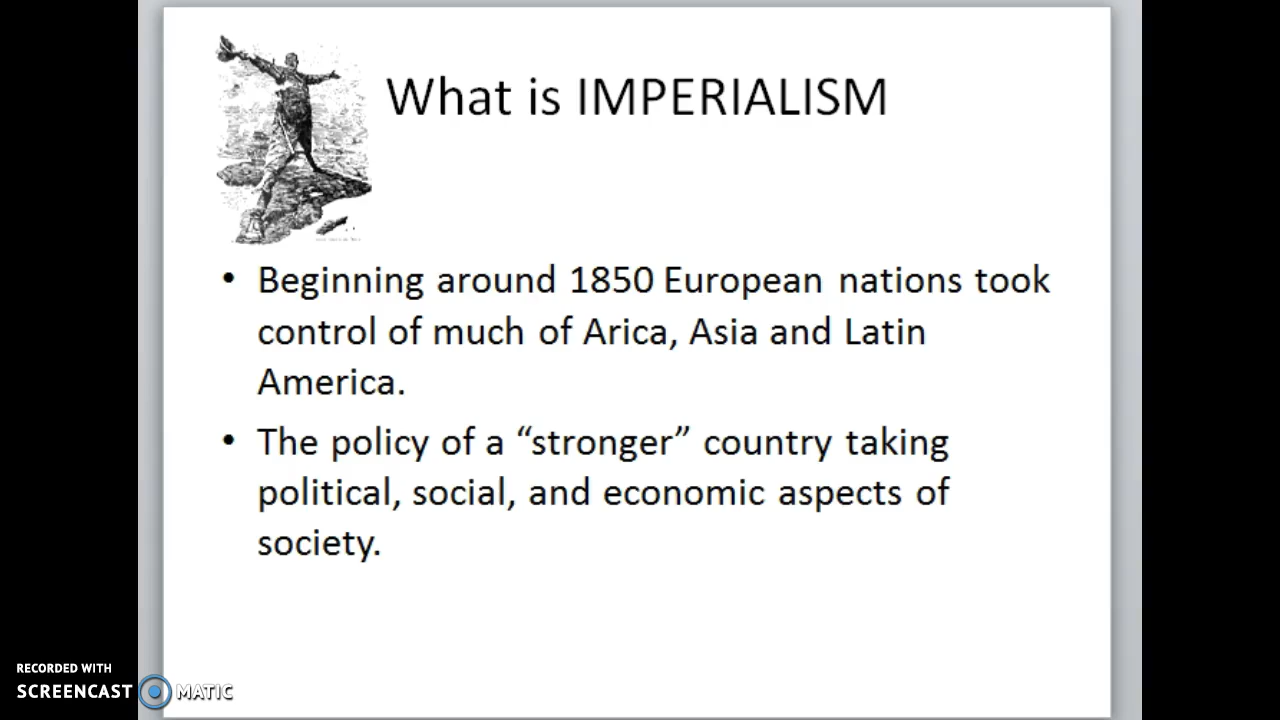 What is IMPERIALISM
• Beginning around 1850 European nations took
control of much of Arica, Asia and Latin
America.
• The policy of a “stronger” country taking
political, social, and economic aspects of
society.
RECORDED WITH
SCREENCAST MATIC